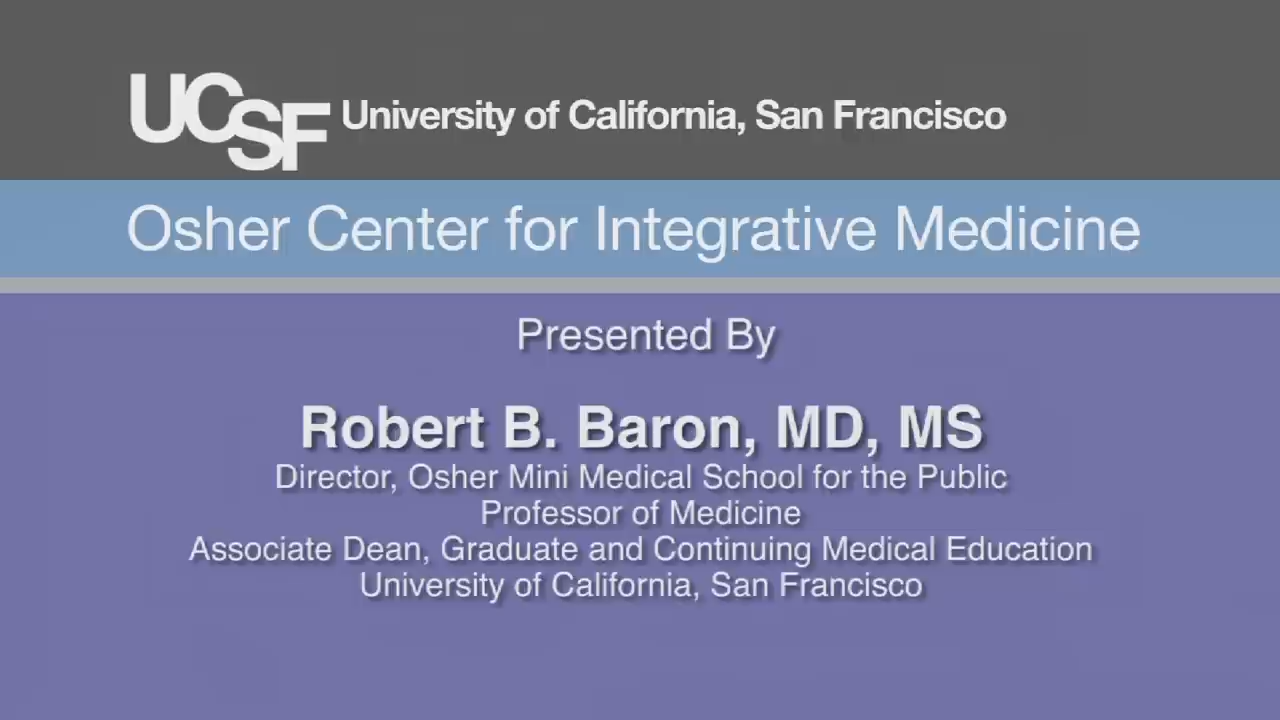 UCSF University of California, San Francisco
Osher Center for Integrative Medicine
Presented By
Robert B. Baron, MD, MS
Director, Osher Mini Medical School for the Public
Professor of Medicine
Associate Dean, Graduate and Continuing Medical Education
University of California, San Francisco